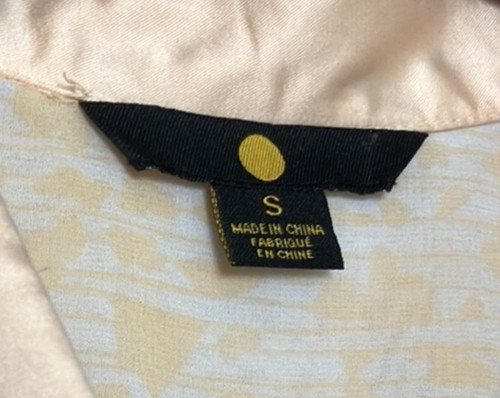 S
MADE IN CHINA
FABRIQUÉ
EN CHINE